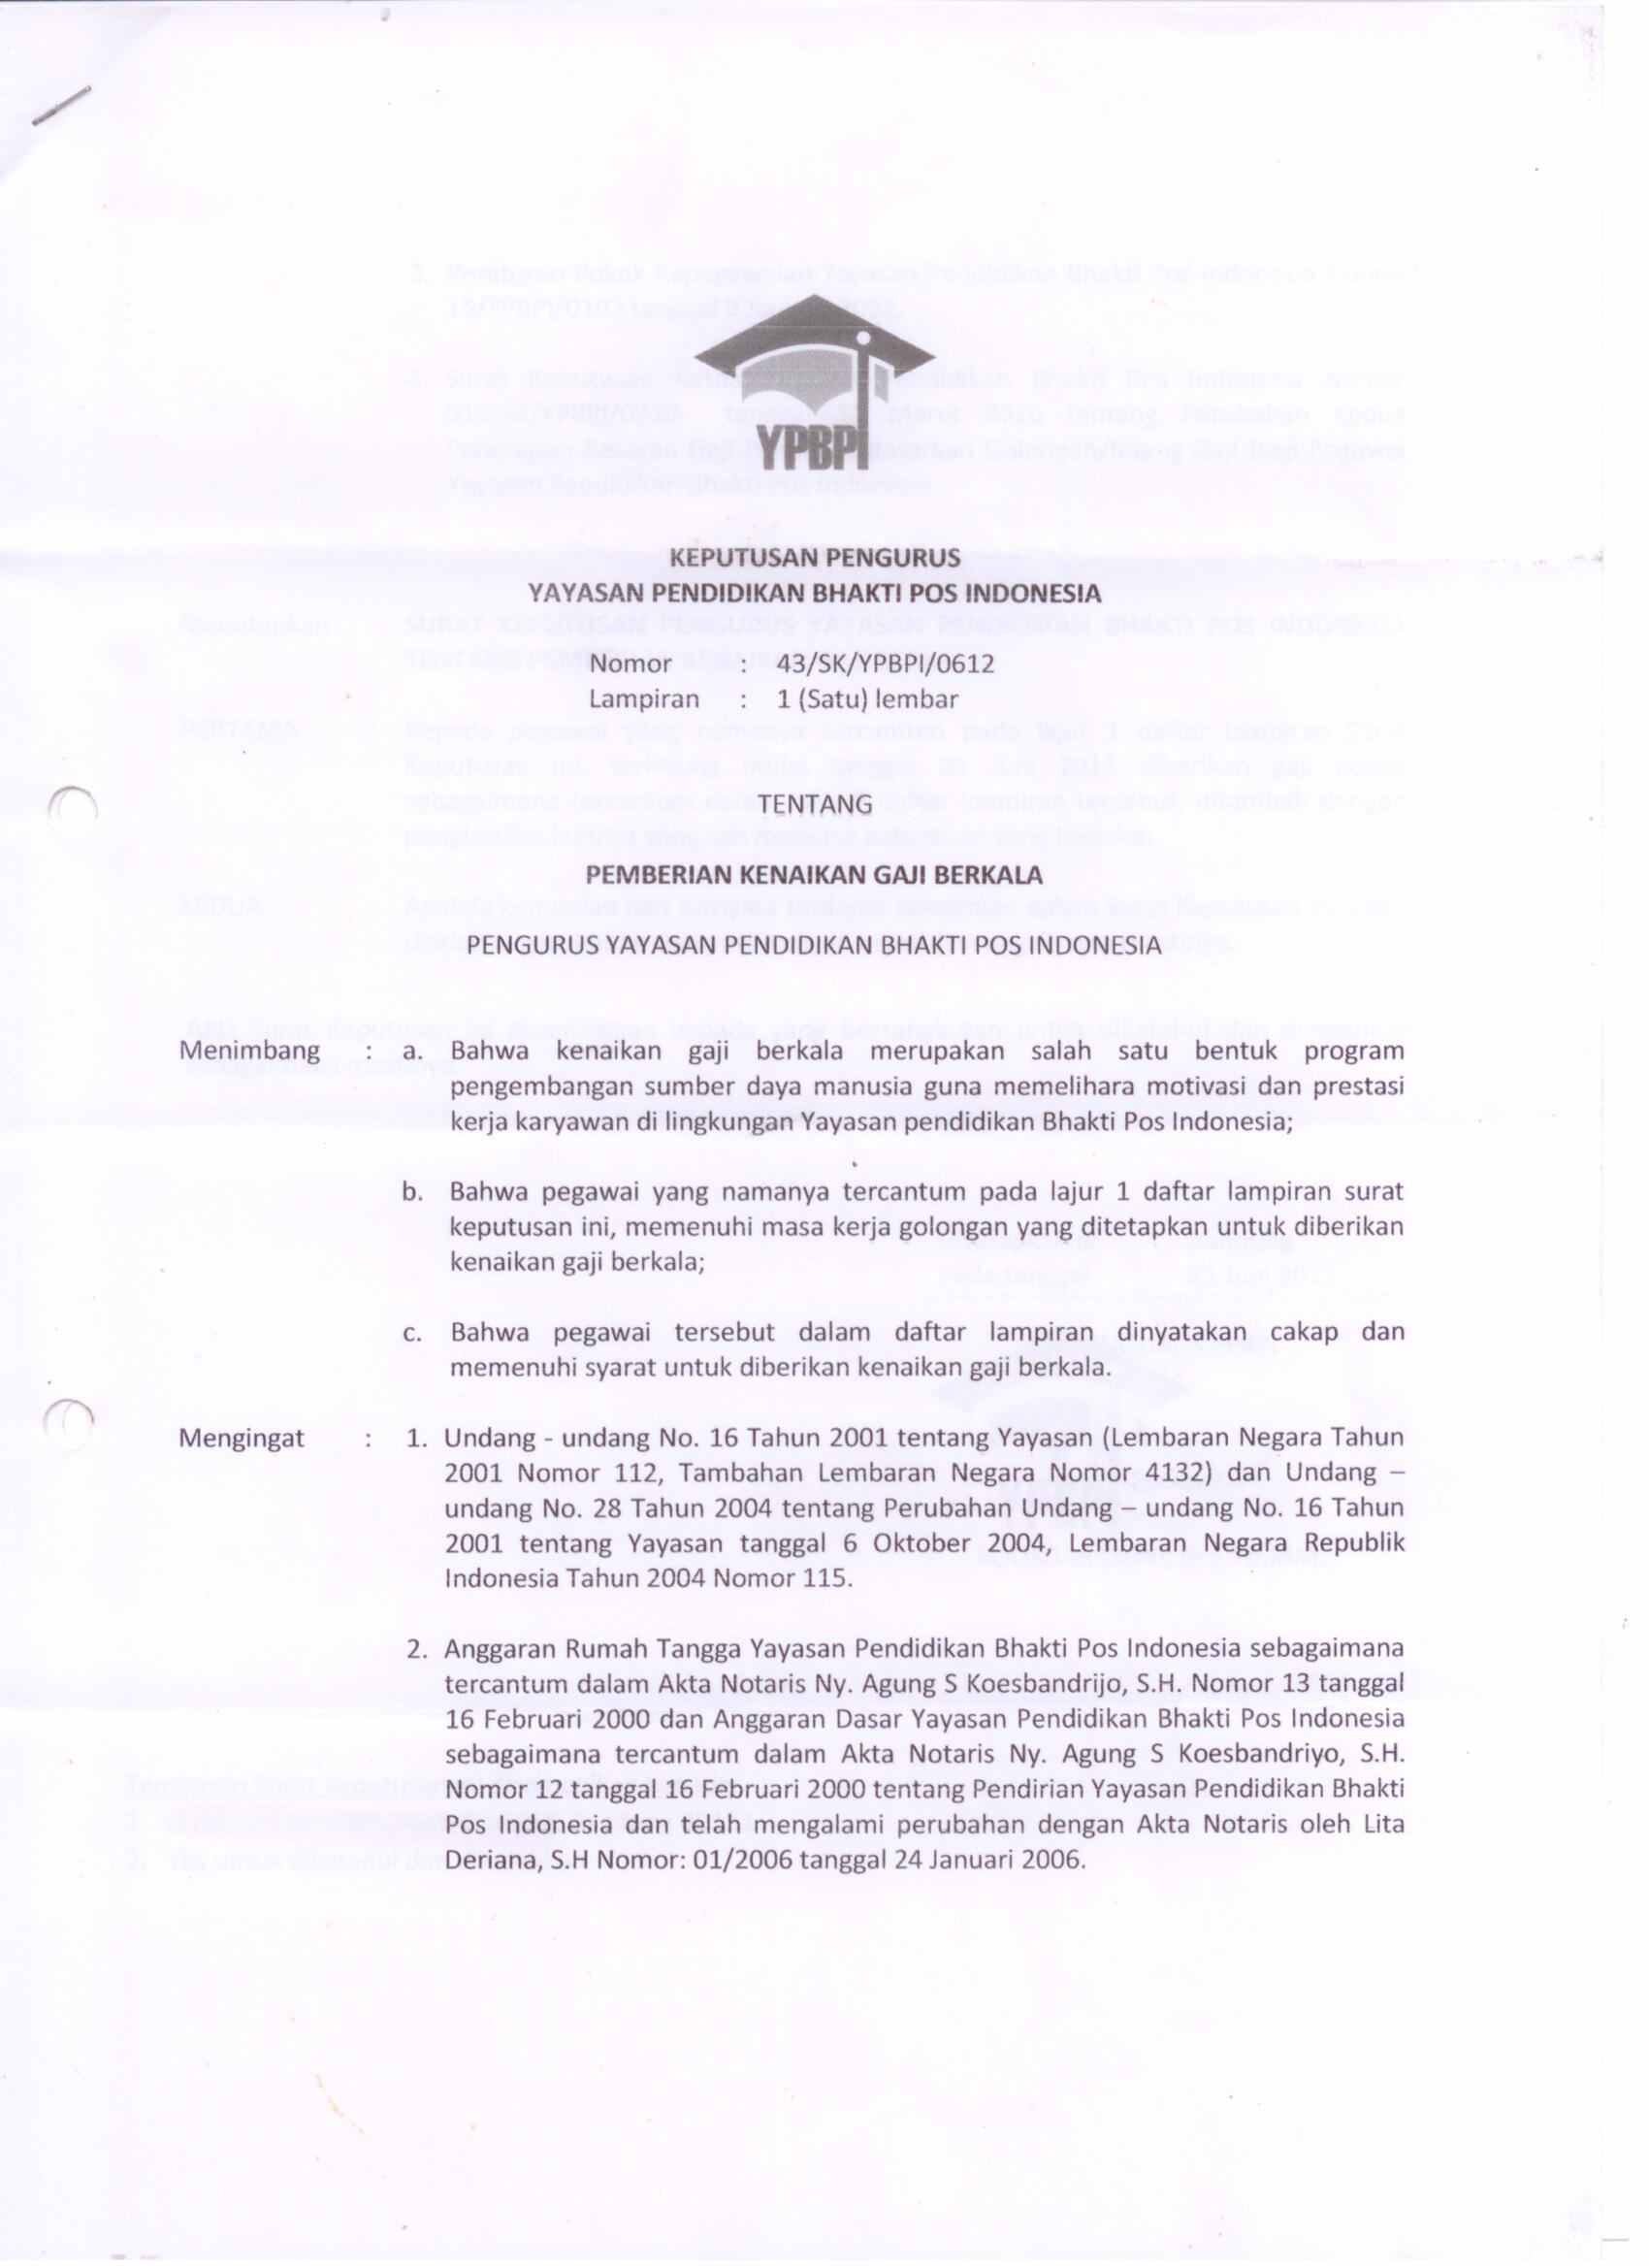 YPBPI
KEPUTUSAN PENGURUS
YAYASAN PENDIDIKAN BHAKTI POS INDONESIA
Nomor : 43/SK/YPBPI/0612
Lampiran : 1 (Satu) lembar
TENTANG
PEMBERIAN KENAIKAN GAJI BERKALA
PENGURUS YAYASAN PENDIDIKAN BHAKTI POS INDONESIA
Menimbang : a. Bahwa kenaikan gaji berkala merupakan salah satu bentuk program
pengembangan sumber daya manusia guna memelihara motivasi dan prestasi
kerja karyawan di lingkungan Yayasan pendidikan Bhakti Pos Indonesia;
b. Bahwa pegawai yang namanya tercantum pada lajur 1 daftar lampiran surat
keputusan ini, memenuhi masa kerja golongan yang ditetapkan untuk diberikan
kenaikan gaji berkala;
c. Bahwa pegawai tersebut dalam daftar lampiran dinyatakan cakap dan
memenuhi syarat untuk diberikan kenaikan gaji berkala.
Mengingat : 1. Undang - undang No. 16 Tahun 2001 tentang Yayasan (Lembaran Negara Tahun
2001 Nomor 112, Tambahan Lembaran Negara Nomor 4132) dan Undang –
undang No. 28 Tahun 2004 tentang Perubahan Undang – undang No. 16 Tahun
2001 tentang Yayasan tanggal 6 Oktober 2004, Lembaran Negara Republik
Indonesia Tahun 2004 Nomor 115.
2. Anggaran Rumah Tangga Yayasan Pendidikan Bhakti Pos Indonesia sebagaimana
tercantum dalam Akta Notaris Ny. Agung S Koesbandrijo, S.H. Nomor 13 tanggal
16 Februari 2000 dan Anggaran Dasar Yayasan Pendidikan Bhakti Pos Indonesia
sebagaimana tercantum dalam Akta Notaris Ny. Agung S Koesbandriyo, S.H.
Nomor 12 tanggal 16 Februari 2000 tentang Pendirian Yayasan Pendidikan Bhakti
Pos Indonesia dan telah mengalami perubahan dengan Akta Notaris oleh Lita
Deriana, S.H Nomor: 01/2006 tanggal 24 Januari 2006.